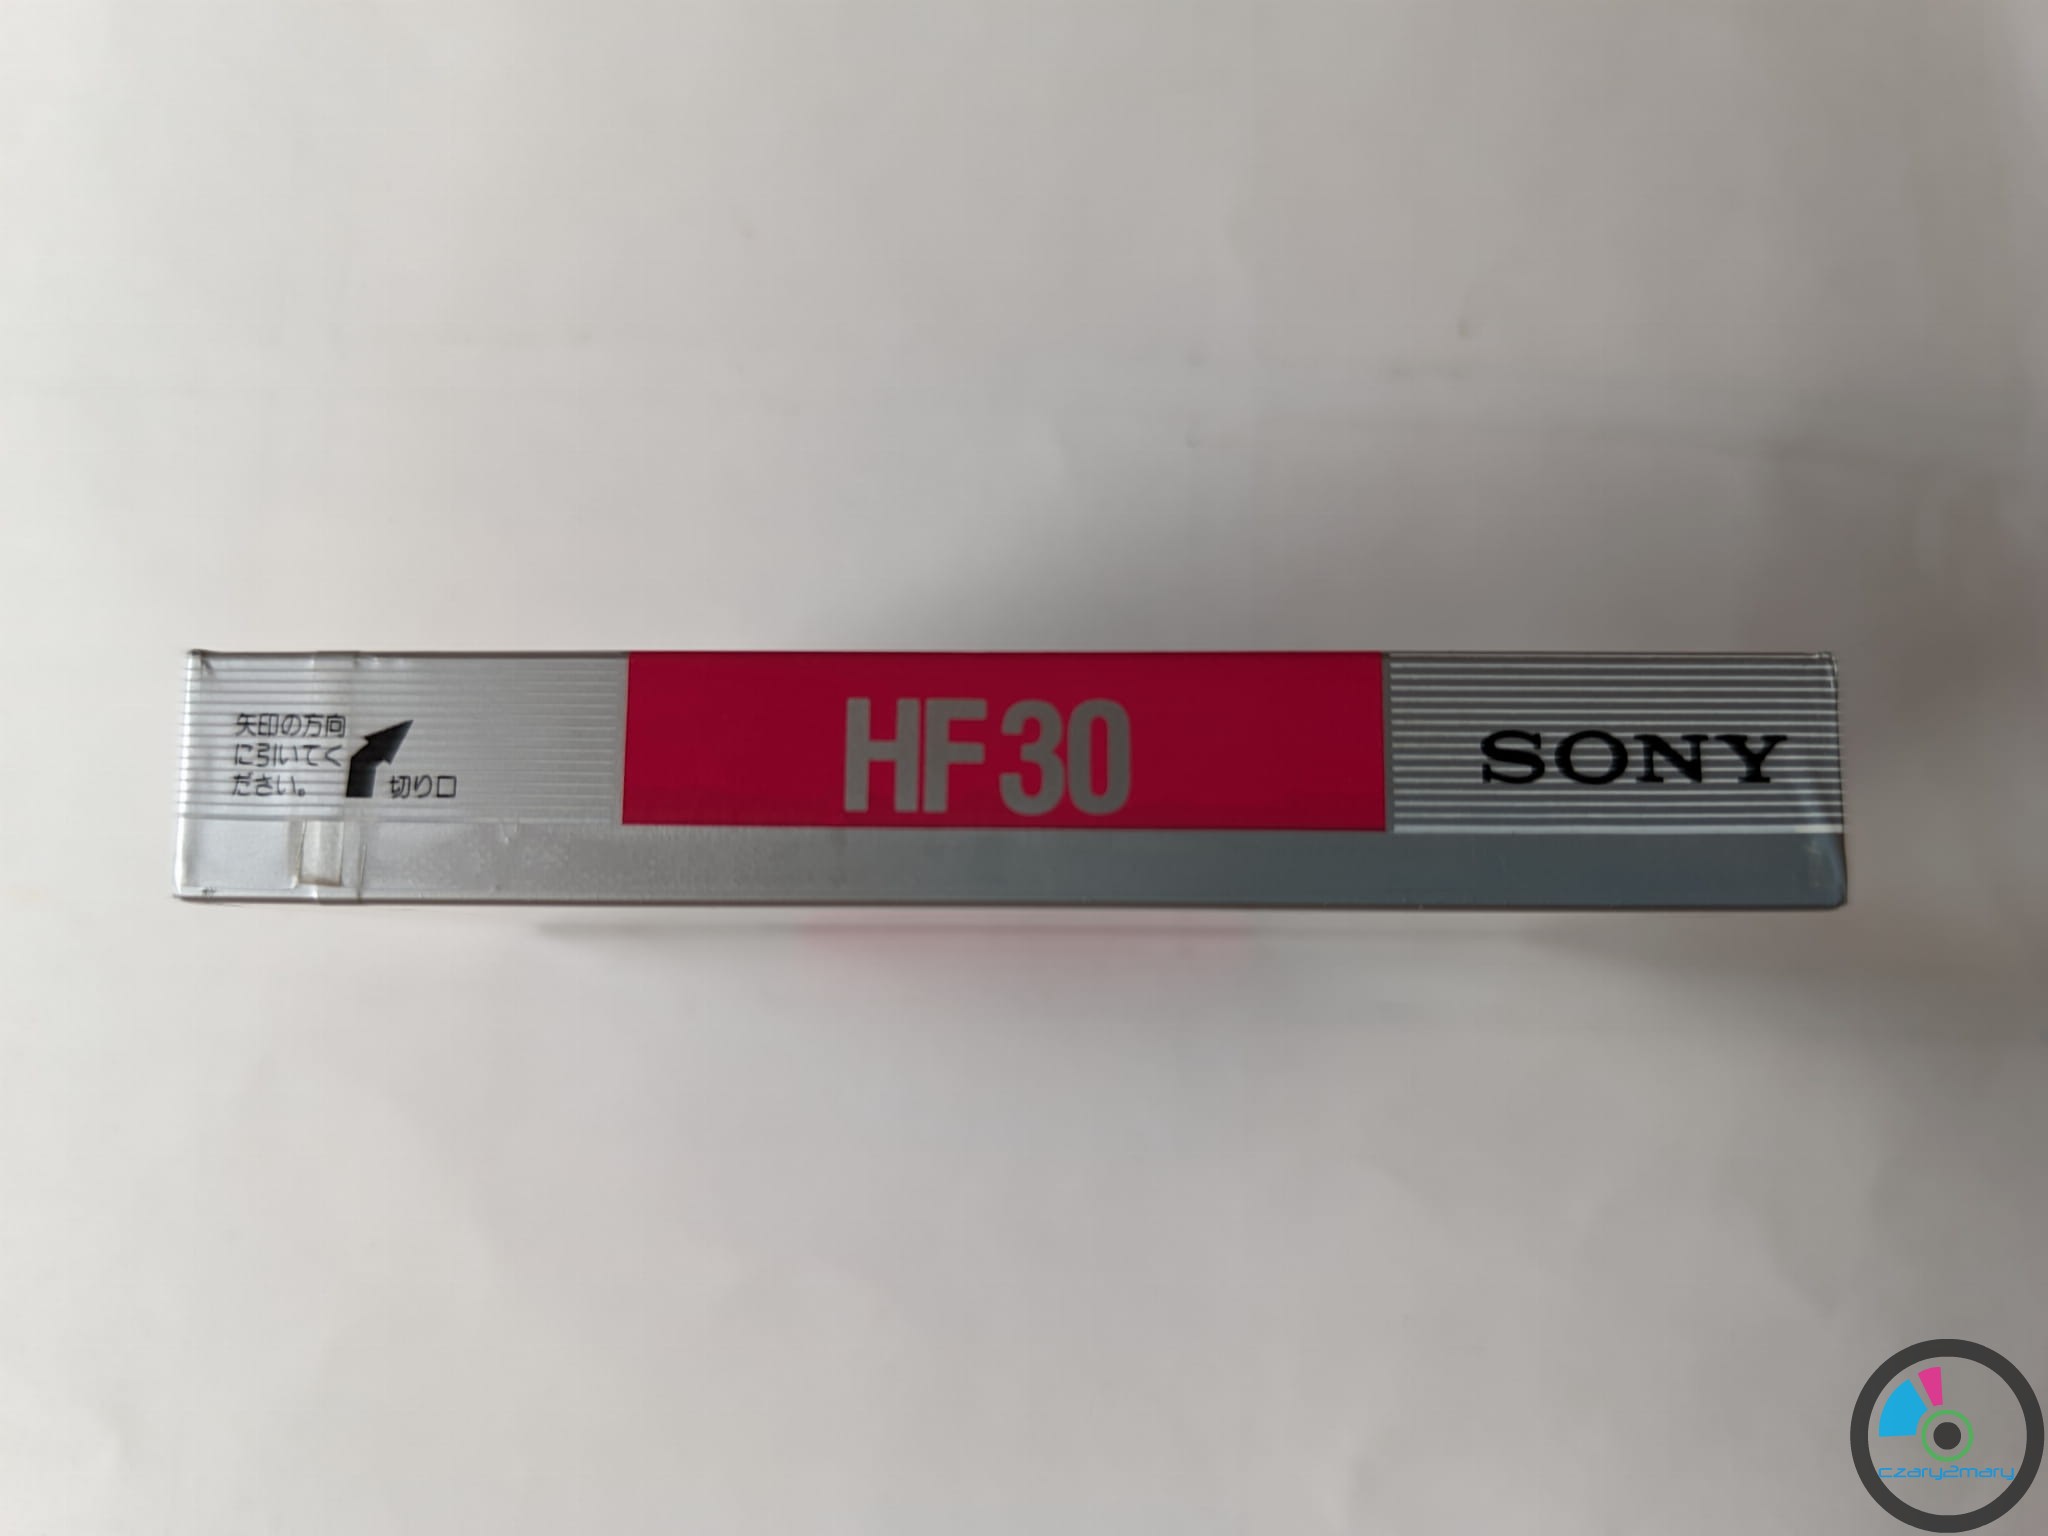 矢印の方向
に引いてく
ださい。
切り口
HF30
SONY
czary2mary